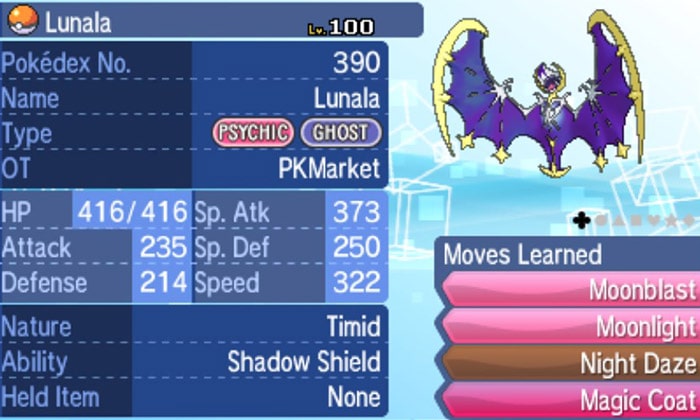 Lunala Lv.100
Pokédex No. 390
Name Lunala
Type PSYCHIC GHOST
OT PKMarket
HP 416/416 Sp. Atk 373
Attack 235 Sp. Def 250
Defense 214 Speed 322
Nature Timid
Ability Shadow Shield
Held Item None
Moves Learned
Moonblast
Moonlight
Night Daze
Magic Coat